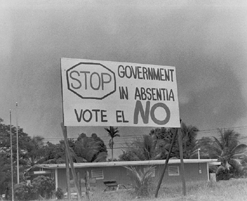 STOP GOVERNMENT
IN ABSENTIA
VOTE EL NO